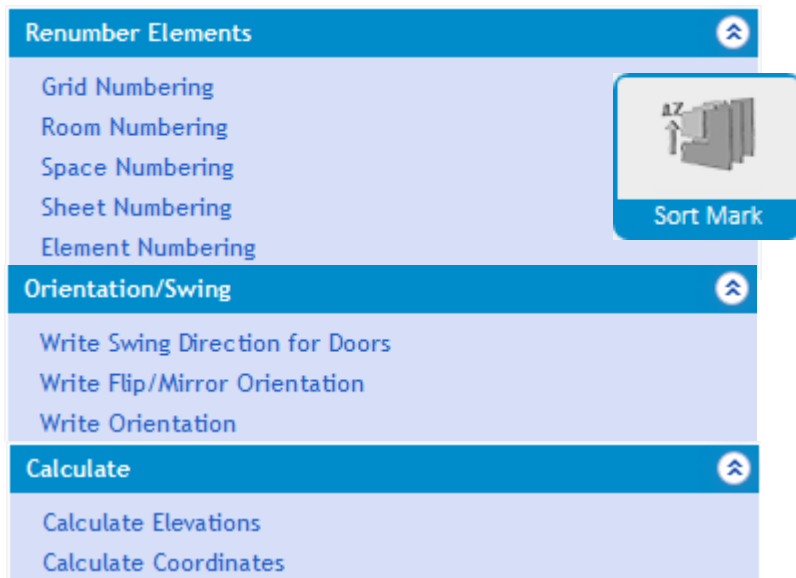 Renumber Elements
Grid Numbering
Room Numbering
Space Numbering
Sheet Numbering
Element Numbering
AZ
Sort Mark
Orientation/Swing
Write Swing Direction for Doors
Write Flip/Mirror Orientation
Write Orientation
Calculate
Calculate Elevations
Calculate Coordinates